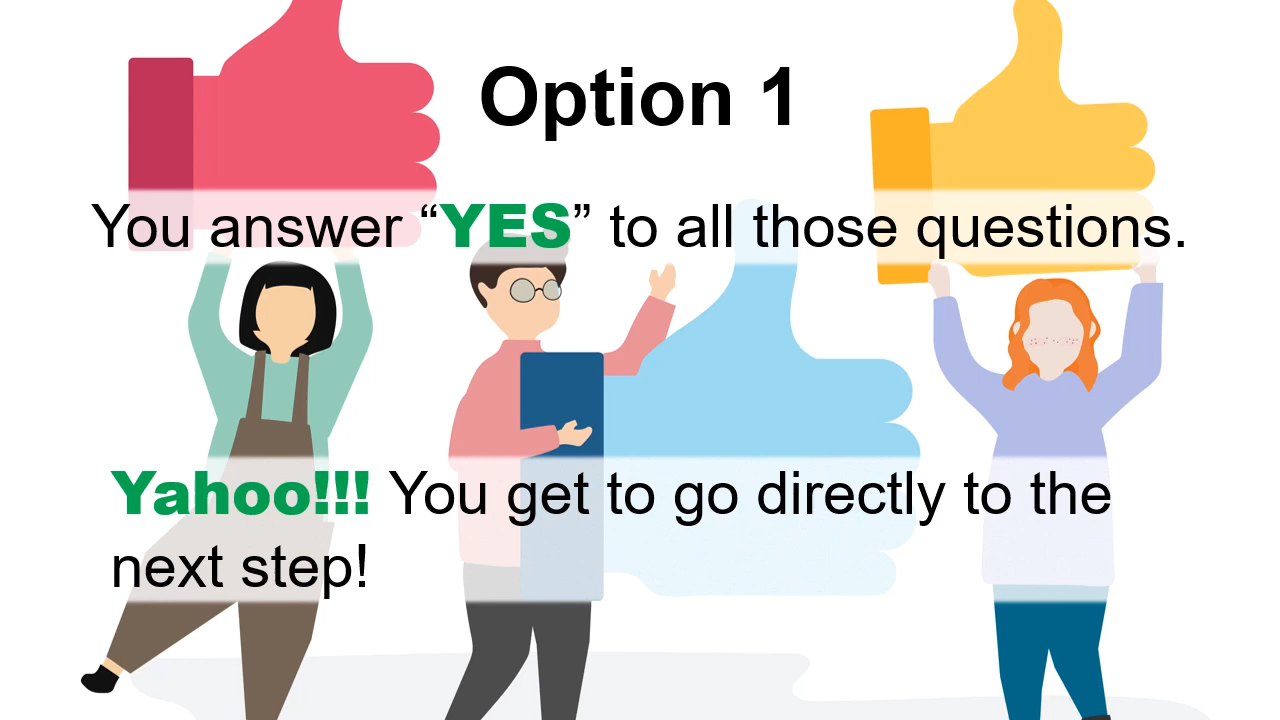 Option 1
You answer “YES” to all those questions.
Yahoo!!! You get to go directly to the
next step!